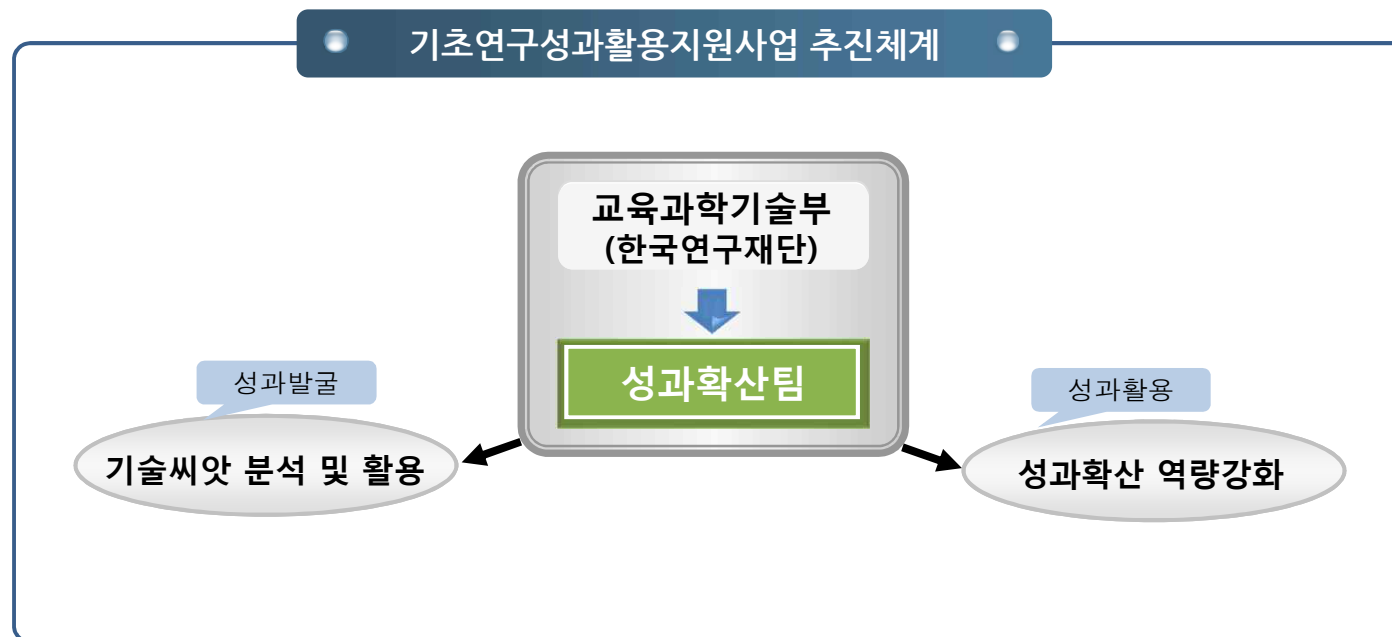 기초연구성과활용지원사업 추진체계
교육과학기술부
(한국연구재단)
성과확산팀
성과발굴
기술씨앗 분석 및 활용
성과활용
성과확산 역량강화